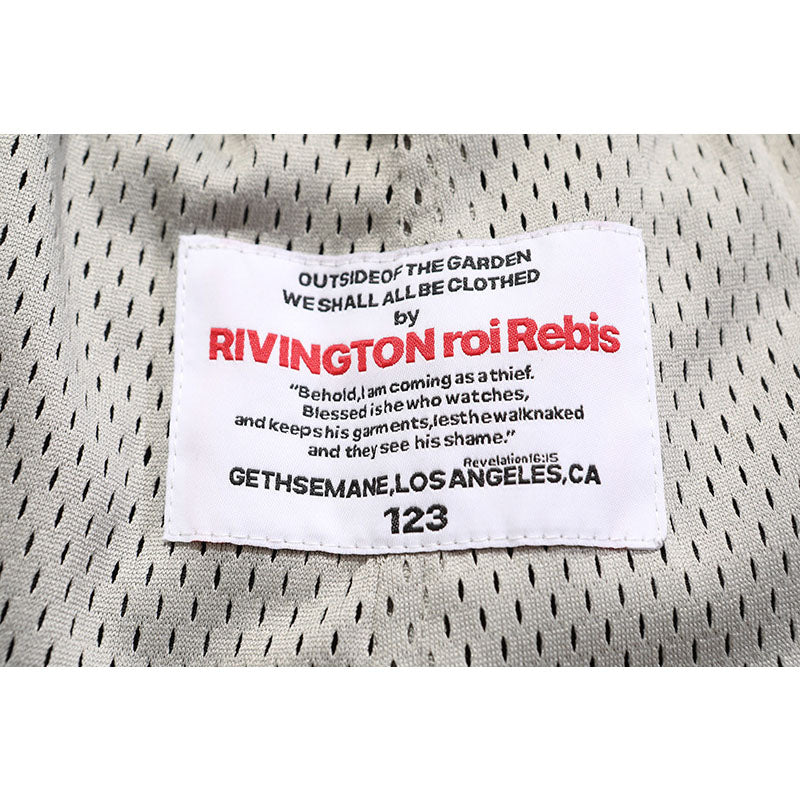 OUTSIDE OF THE GARDEN
WE SHALL ALL BE CLOTHED
by
RIVINGTON roi Rebis
"Behold, I am coming as a thief.
Blessed is he who watches,
and keeps his garments, lest he walk naked
and they see his shame."
Revelation 16:15
GETHSEMANE, LOS ANGELES, CA
123